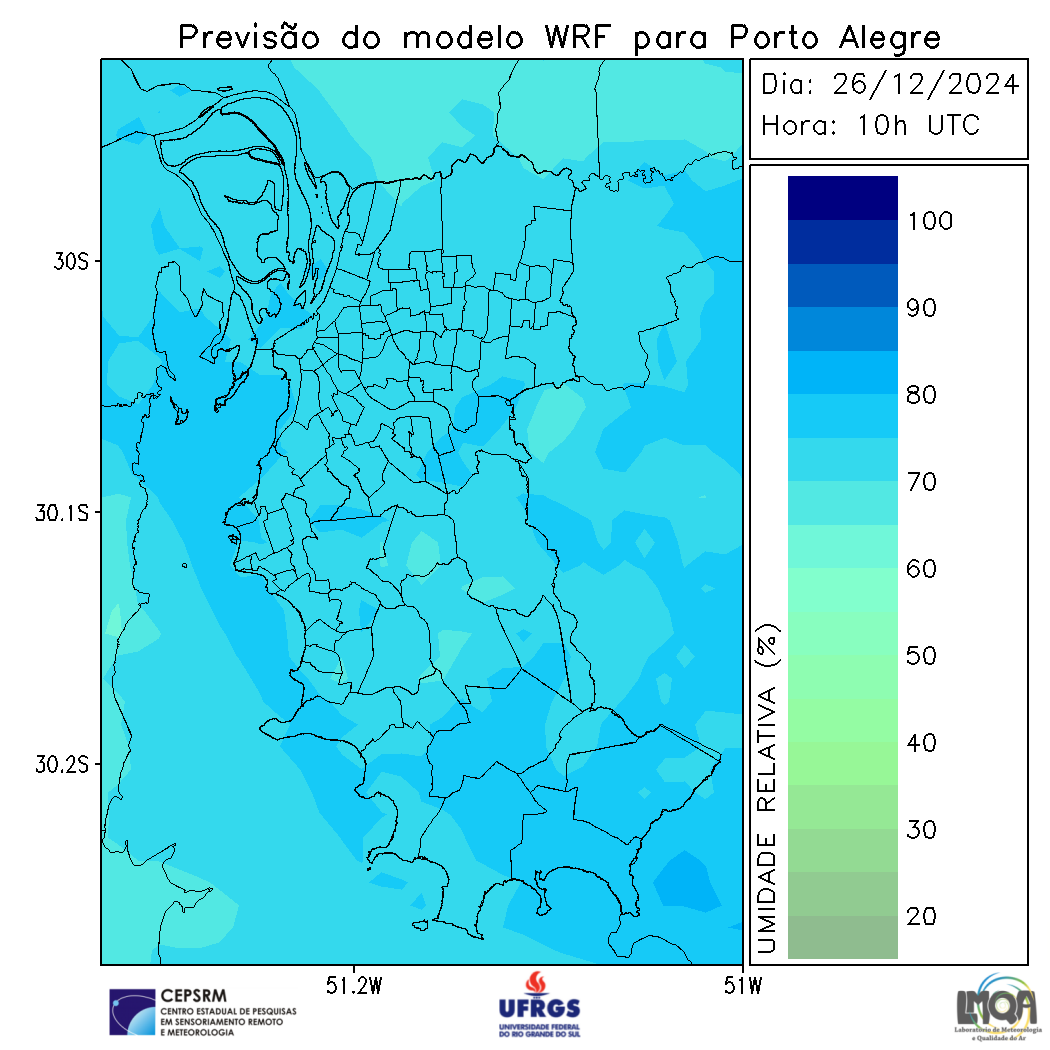 Previsão do modelo WRF para Porto Alegre
Dia: 26/12/2024
Hora: 10h UTC
30S
30.1S
30.2S
51.2W
51W
100
90
80
70
60
50
40
30
20
UMIDADE RELATIVA (%)
CEPSRM
CENTRO ESTADUAL DE PESQUISAS
EM SENSORIAMENTO REMOTO
E METEOROLOGIA
UFRGS
UNIVERSIDADE FEDERAL
DO RIO GRANDE DO SUL
LMQA
Laboratório de Meteorologia
e Qualidade do Ar